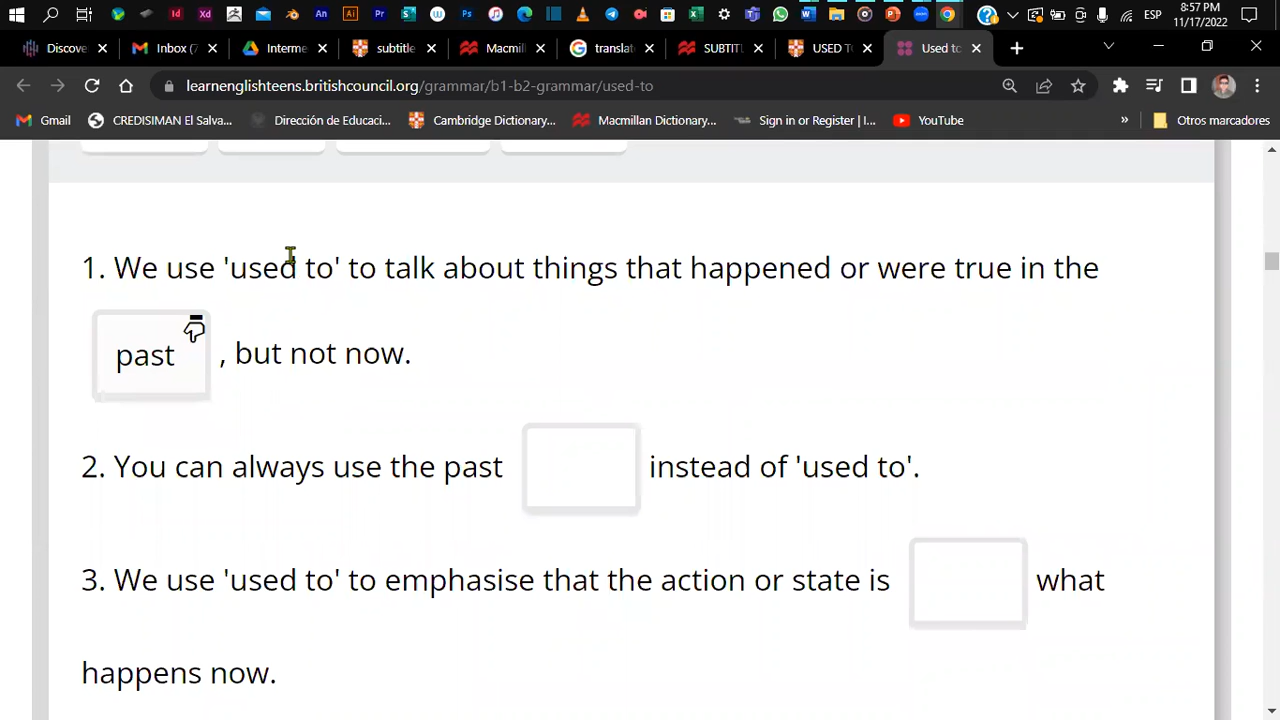 8:57 PM
ESP
11/17/2022
Discove
Inbox (7
Interme
subtitle
Macmil
translat
SUBTIT
USED T
Used to
learnenglishteens.britishcouncil.org/grammar/b1-b2-grammar/used-to
Gmail
CREDISIMAN El Salva...
Dirección de Educaci...
Cambridge Dictionary...
Macmillan Dictionary...
Sign in or Register | I...
YouTube
»
Otros marcadores
1. We use 'used to' to talk about things that happened or were true in the
past , but not now.
2. You can always use the past instead of 'used to'.
3. We use 'used to' to emphasise that the action or state is what
happens now.